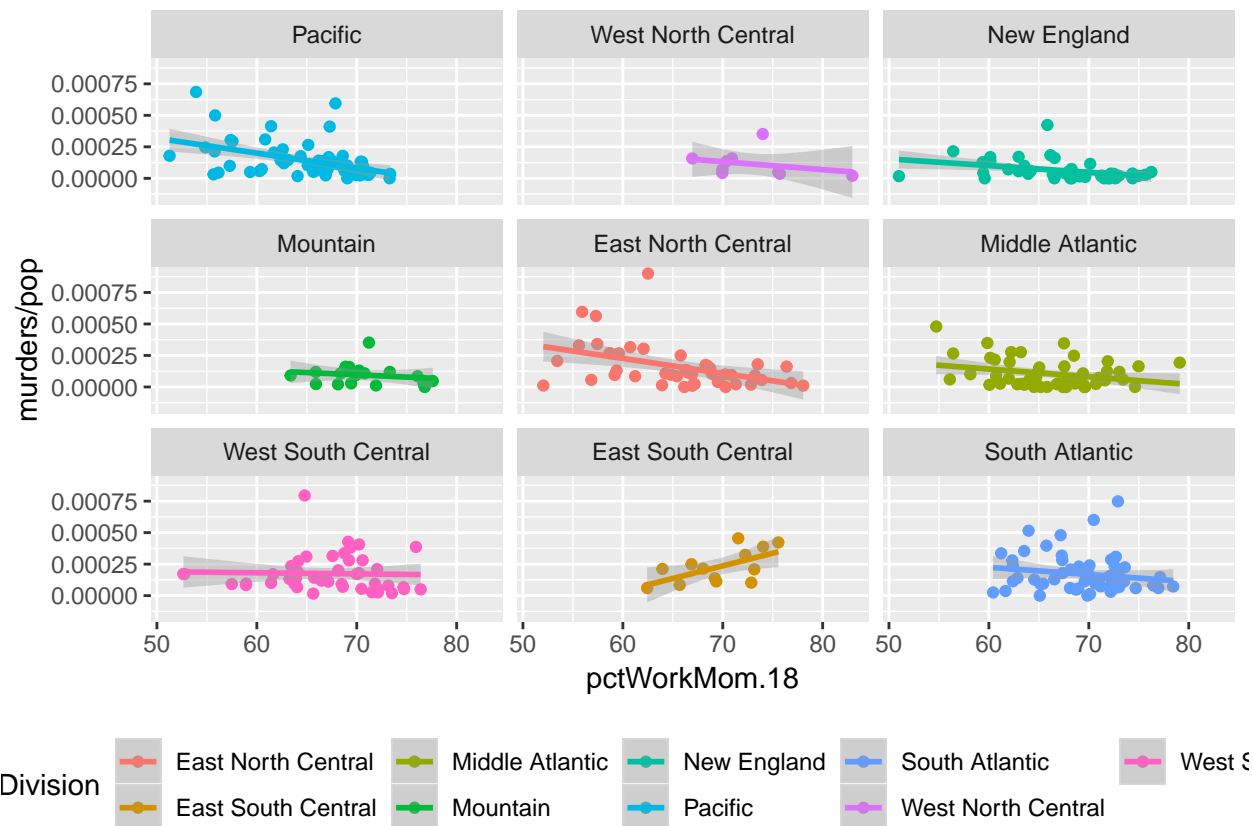 Pacific West North Central New England
0.00075
0.00050
0.00025
0.00000
Mountain East North Central Middle Atlantic
0.00075
0.00050
0.00025
0.00000
murders/pop
West South Central East South Central South Atlantic
0.00075
0.00050
0.00025
0.00000
50 60 70 80 50 60 70 80 50 60 70 80
pctWorkMom.18
Division
East North Central Middle Atlantic New England South Atlantic West S
East South Central Mountain Pacific West North Central